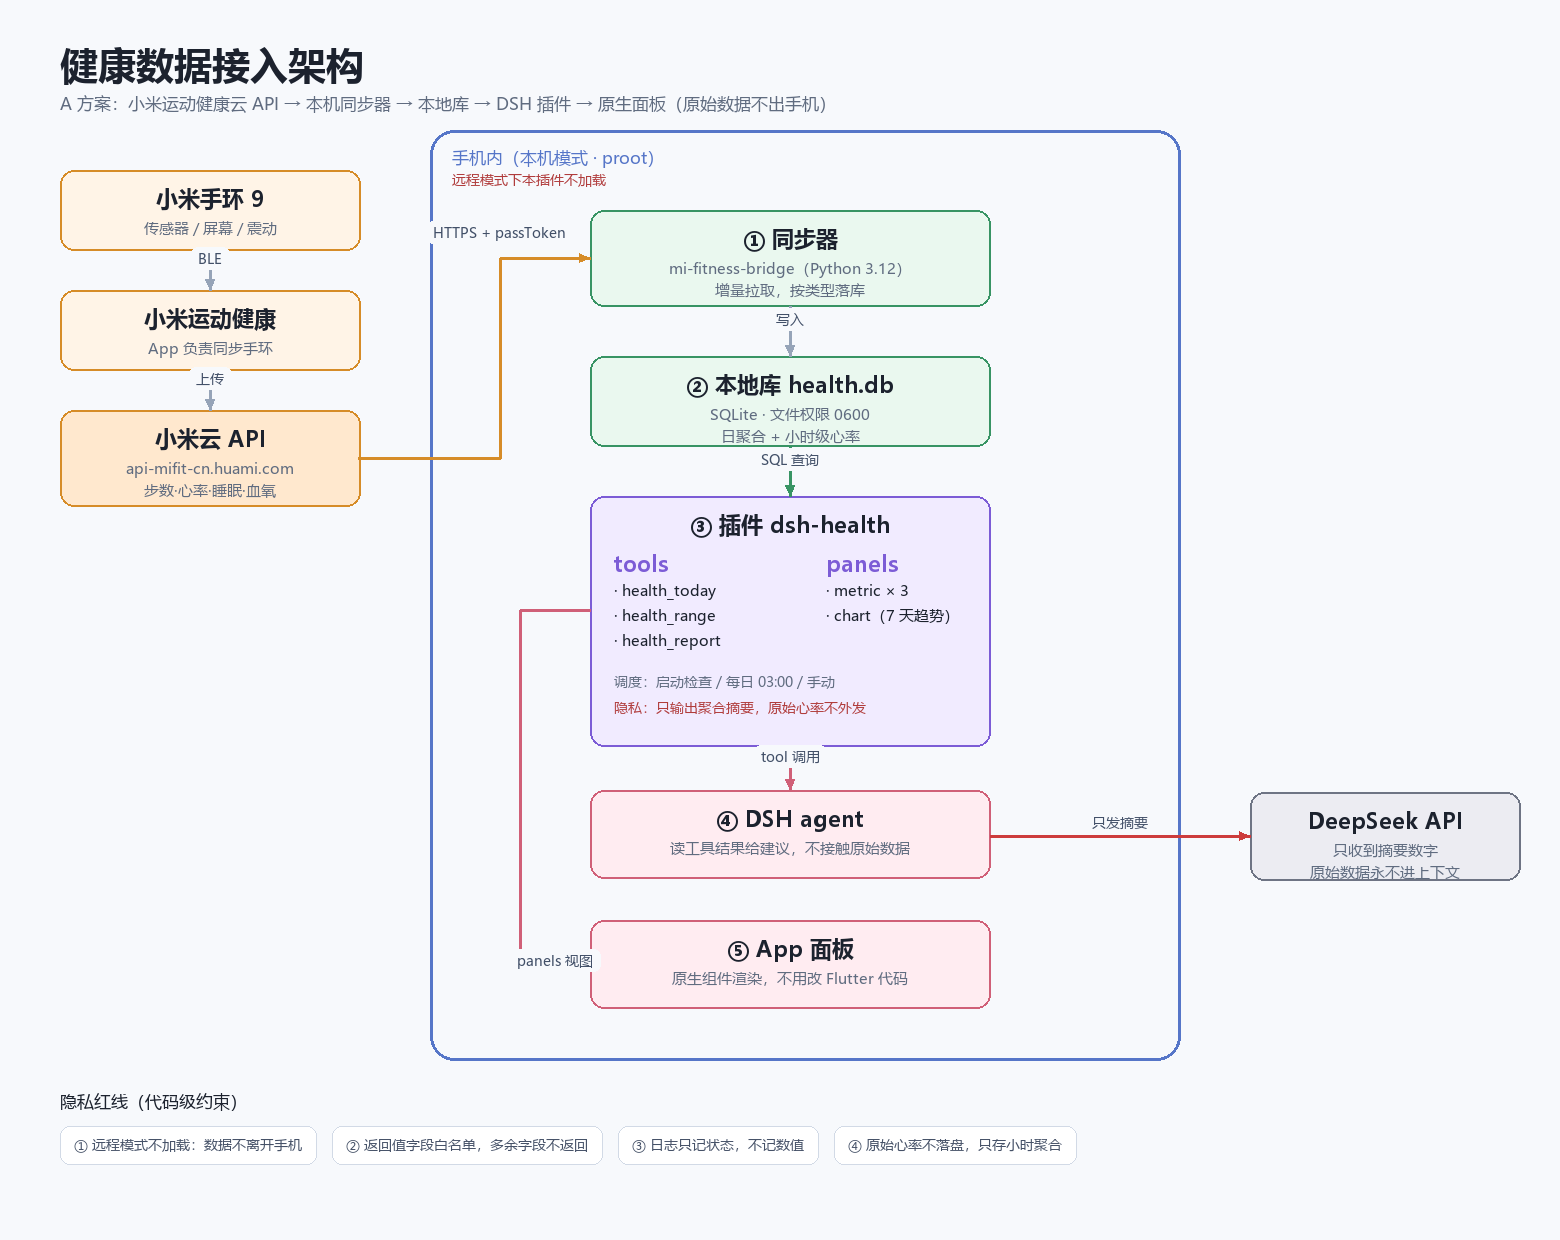 健康数据接入架构
A 方案：小米运动健康云 API → 本机同步器 → 本地库 → DSH 插件 → 原生面板（原始数据不出手机）
小米手环 9
传感器 / 屏幕 / 震动
BLE
小米运动健康
App 负责同步手环
上传
小米云 API
api-mifit-cn.huami.com
步数·心率·睡眠·血氧
手机内（本机模式 · proot）
远程模式下本插件不加载
HTTPS + passToken
① 同步器
mi-fitness-bridge（Python 3.12）
增量拉取，按类型落库
写入
② 本地库 health.db
SQLite · 文件权限 0600
日聚合 + 小时级心率
SQL 查询
③ 插件 dsh-health
tools
· health_today
· health_range
· health_report
panels
· metric × 3
· chart（7 天趋势）
调度：启动检查 / 每日 03:00 / 手动
隐私：只输出聚合摘要，原始心率不外发
tool 调用
④ DSH agent
读工具结果给建议，不接触原始数据
只发摘要
DeepSeek API
只收到摘要数字
原始数据永不进上下文
panels 视图
⑤ App 面板
原生组件渲染，不用改 Flutter 代码
隐私红线（代码级约束）
① 远程模式不加载：数据不离开手机
② 返回值字段白名单，多余字段不返回
③ 日志只记状态，不记数值
④ 原始心率不落盘，只存小时聚合